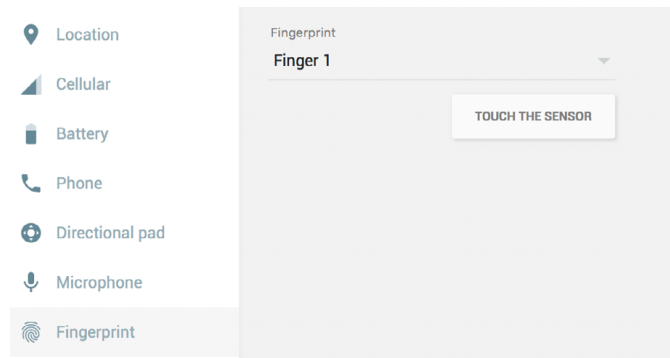 Location
Cellular
Battery
Phone
Directional pad
Microphone
Fingerprint
Fingerprint
Finger 1
TOUCH THE SENSOR